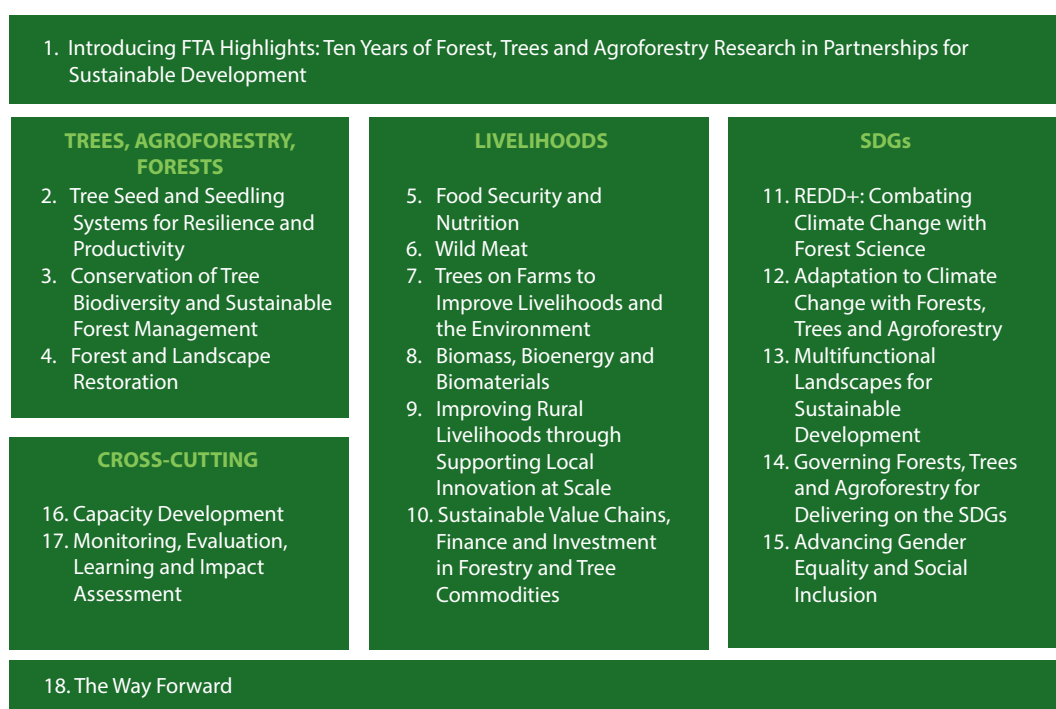 1. Introducing FTA Highlights: Ten Years of Forest, Trees and Agroforestry Research in Partnerships for
Sustainable Development
TREES, AGROFORESTRY,
FORESTS
2. Tree Seed and Seedling
Systems for Resilience and
Productivity
3. Conservation of Tree
Biodiversity and Sustainable
Forest Management
4. Forest and Landscape
Restoration
CROSS-CUTTING
16. Capacity Development
17. Monitoring, Evaluation,
Learning and Impact
Assessment
LIVELIHOODS
5. Food Security and
Nutrition
6. Wild Meat
7. Trees on Farms to
Improve Livelihoods and
the Environment
8. Biomass, Bioenergy and
Biomaterials
9. Improving Rural
Livelihoods through
Supporting Local
Innovation at Scale
10. Sustainable Value Chains,
Finance and Investment
in Forestry and Tree
Commodities
SDGs
11. REDD+: Combating
Climate Change with
Forest Science
12. Adaptation to Climate
Change with Forests,
Trees and Agroforestry
13. Multifunctional
Landscapes for
Sustainable
Development
14. Governing Forests, Trees
and Agroforestry for
Delivering on the SDGs
15. Advancing Gender
Equality and Social
Inclusion
18. The Way Forward